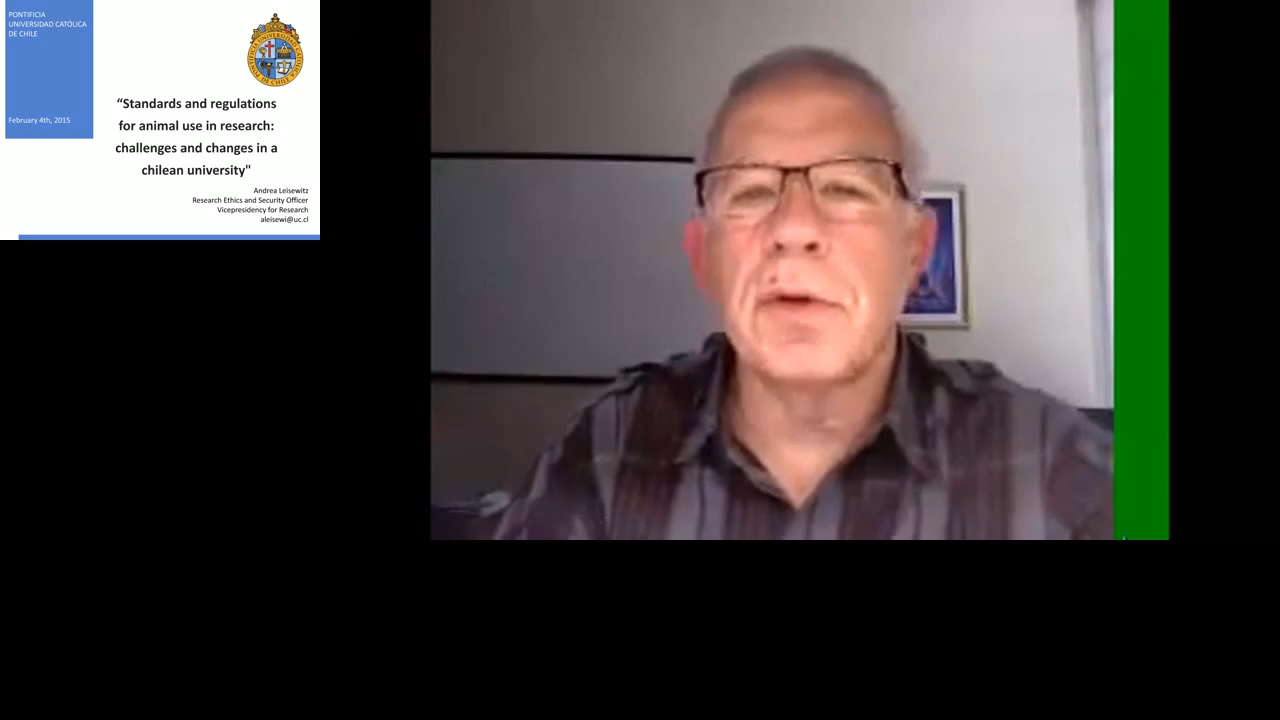 PONTIFICIA
UNIVERSIDAD CATÓLICA
DE CHILE
February 4th, 2015
“Standards and regulations
for animal use in research:
challenges and changes in a
chilean university"
Andrea Leisewitz
Research Ethics and Security Officer
Vicepresidency for Research
aleisewi@uc.cl